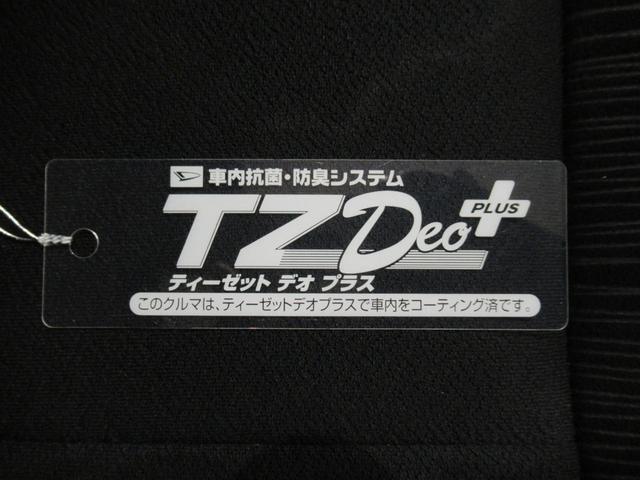 車内抗菌・防臭システム
TZ Deo PLUS
ティーゼット デオ プラス
このクルマは、ティーゼットデオプラスで車内をコーティング済です。